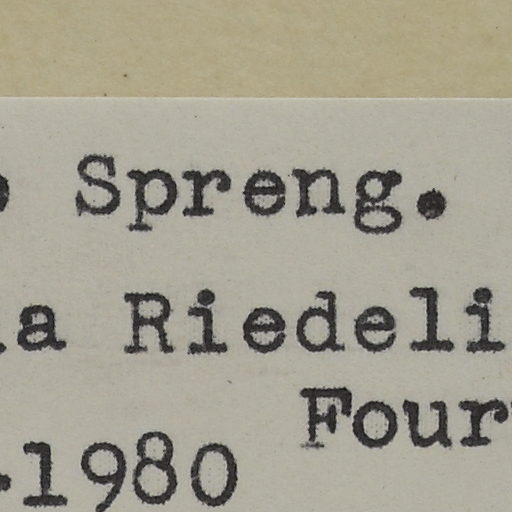 Spreng.
a Riedeli
Four
-1980